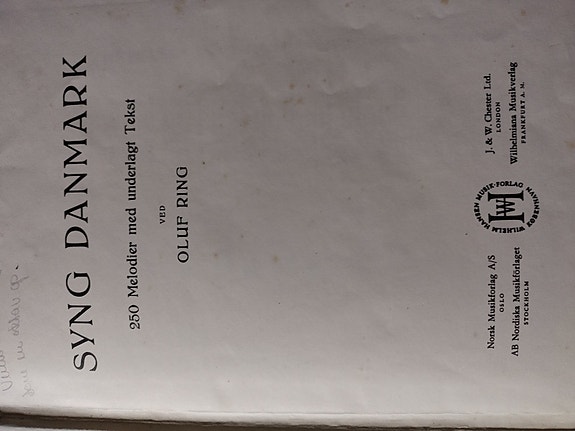 SYNG DANMARK
250 Melodier med underlagt Tekst
VED
OLUF RING
Norsk Musikforlag A/S
OSLO
AB Nordiska Musikförlaget
STOCKHOLM
WILHELM HANSEN MUSIK-FORLAG
WH
J. & W. Chester Ltd.
LONDON
Wilhelmiana Musikverlag
FRANKFURT A. M.